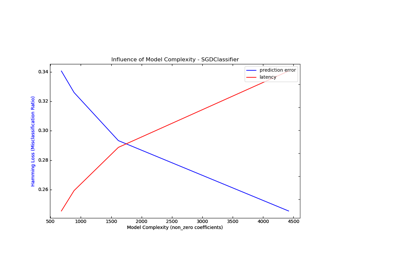 Influence of Model Complexity - SGDClassifier
prediction error
latency
Hamming Loss (Misclassification Ratio)
0.34
0.32
0.30
0.28
0.26
500 1000 1500 2000 2500 3000 3500 4000 4500
Model Complexity (non_zero coefficients)